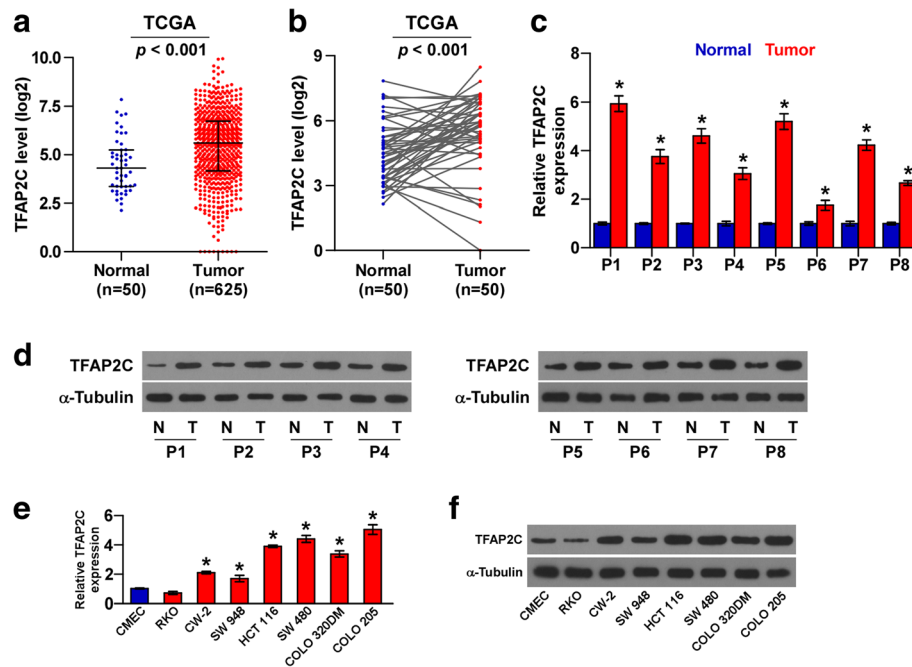 a
TCGA
p < 0.001
TFAP2C level (log2)
10.0
7.5
5.0
2.5
0.0
Normal
(n=50)
Tumor
(n=625)
b
TCGA
p < 0.001
TFAP2C level (log2)
9
6
3
0
Normal
(n=50)
Tumor
(n=50)
c
Normal Tumor
Relative TFAP2C
expression
8
6
4
2
0
* * * * * * * *
P1 P2 P3 P4 P5 P6 P7 P8
d
TFAP2C
α-Tubulin
N T N T N T N T
P1 P2 P3 P4
TFAP2C
α-Tubulin
N T N T N T N T
P5 P6 P7 P8
e
Relative TFAP2C
expression
6
4
2
0
* * * * * *
CMEC RKO CW-2 SW 948 HCT 116 SW 480 COLO 320DM COLO 205
f
TFAP2C
α-Tubulin
CMEC RKO CW-2 SW 948 HCT 116 SW 480 COLO 320DM COLO 205